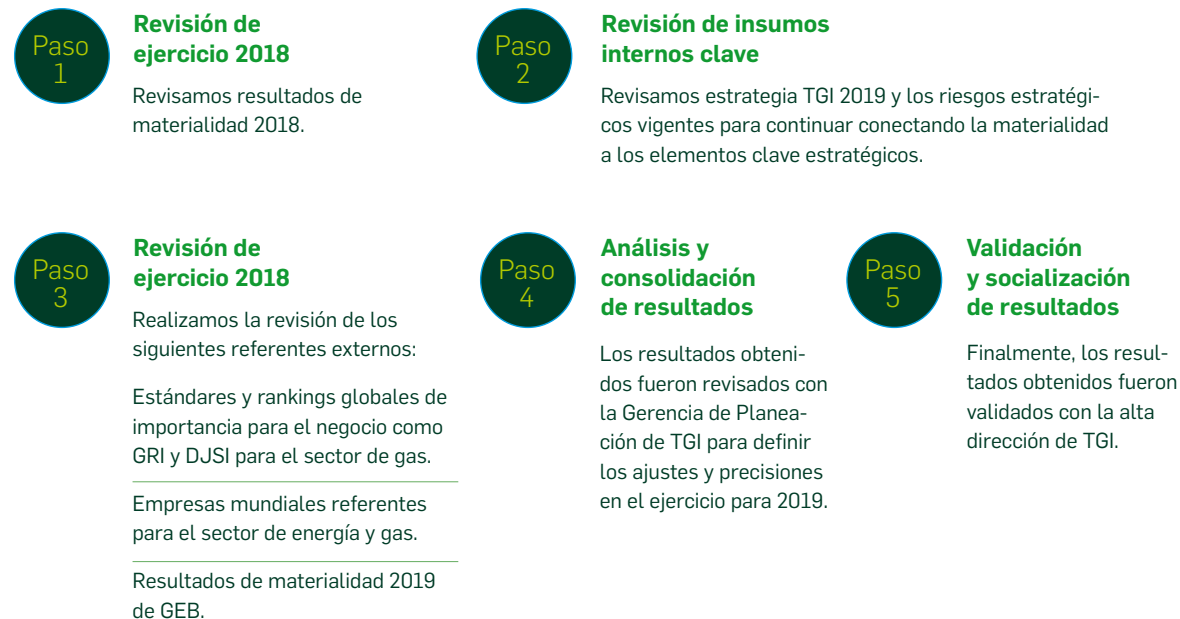 Paso
1
Revisión de
ejercicio 2018
Revisamos resultados de
materialidad 2018.
Paso
2
Revisión de insumos
internos clave
Revisamos estrategia TGI 2019 y los riesgos estratégi-
cos vigentes para continuar conectando la materialidad
a los elementos clave estratégicos.
Paso
3
Revisión de
ejercicio 2018
Realizamos la revisión de los
siguientes referentes externos:
Estándares y rankings globales de
importancia para el negocio como
GRI y DJSI para el sector de gas.
Empresas mundiales referentes
para el sector de energía y gas.
Resultados de materialidad 2019
de GEB.
Paso
4
Análisis y
consolidación
de resultados
Los resultados obteni-
dos fueron revisados con
la Gerencia de Planea-
ción de TGI para definir
los ajustes y precisiones
en el ejercicio para 2019.
Paso
5
Validación
y socialización
de resultados
Finalmente, los resul-
tados obtenidos fueron
validados con la alta
dirección de TGI.